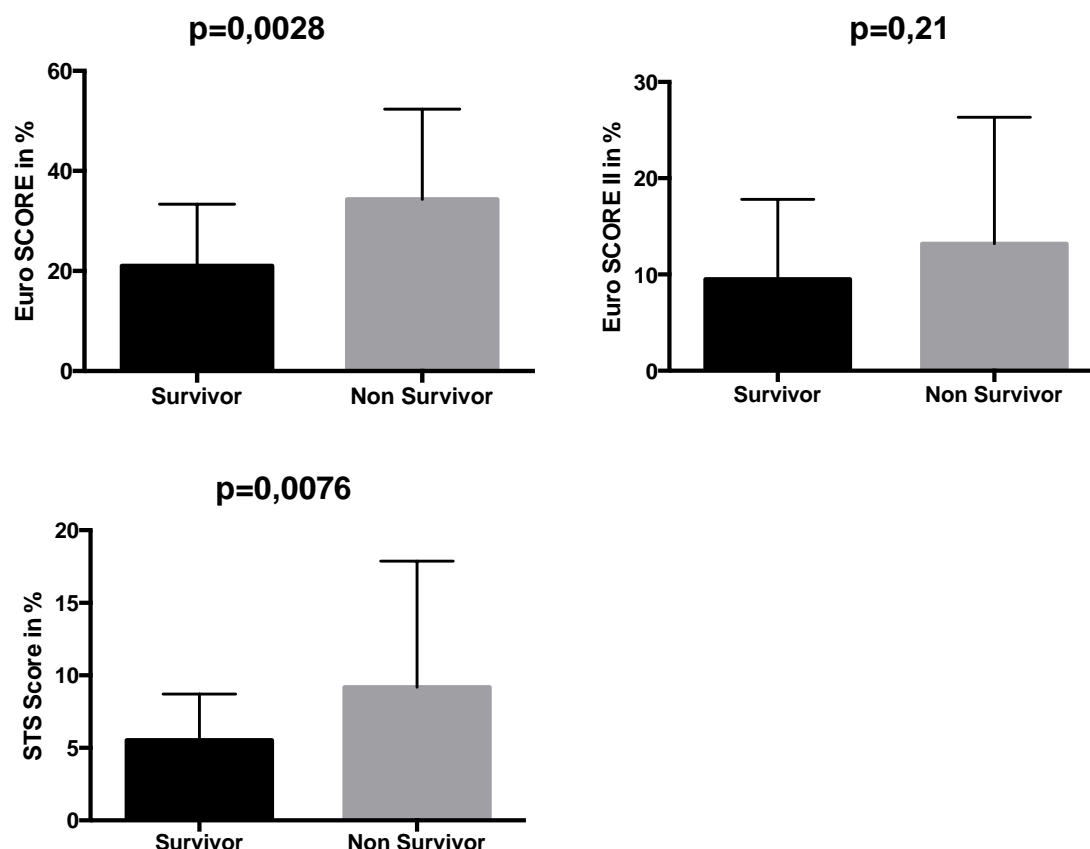 p=0,0028
Euro SCORE in %
60
40
20
0
Survivor
Non Survivor
p=0,21
Euro SCORE II in %
30
20
10
0
Survivor
Non Survivor
p=0,0076
STS Score in %
20
15
10
5
0
Survivor
Non Survivor